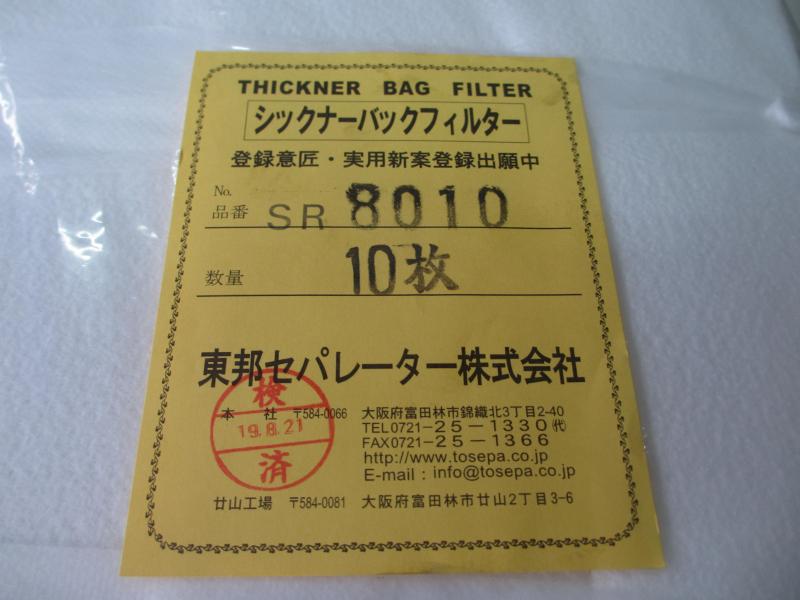 THICKNER BAG FILTER
シックナーバックフィルター
登録意匠・実用新案登録出願中
No.
品番 SR 8010
数量 10枚
東邦セパレーター株式会社
検
19.8.21
済
本 社 〒584-0066 大阪府富田林市錦織北3丁目2-40
TEL0721-25-1330㈹
FAX0721-25-1366
http://www.tosepa.co.jp
E-mail：info@tosepa.co.jp
廿山工場 〒584-0081 大阪府富田林市廿山2丁目3-6